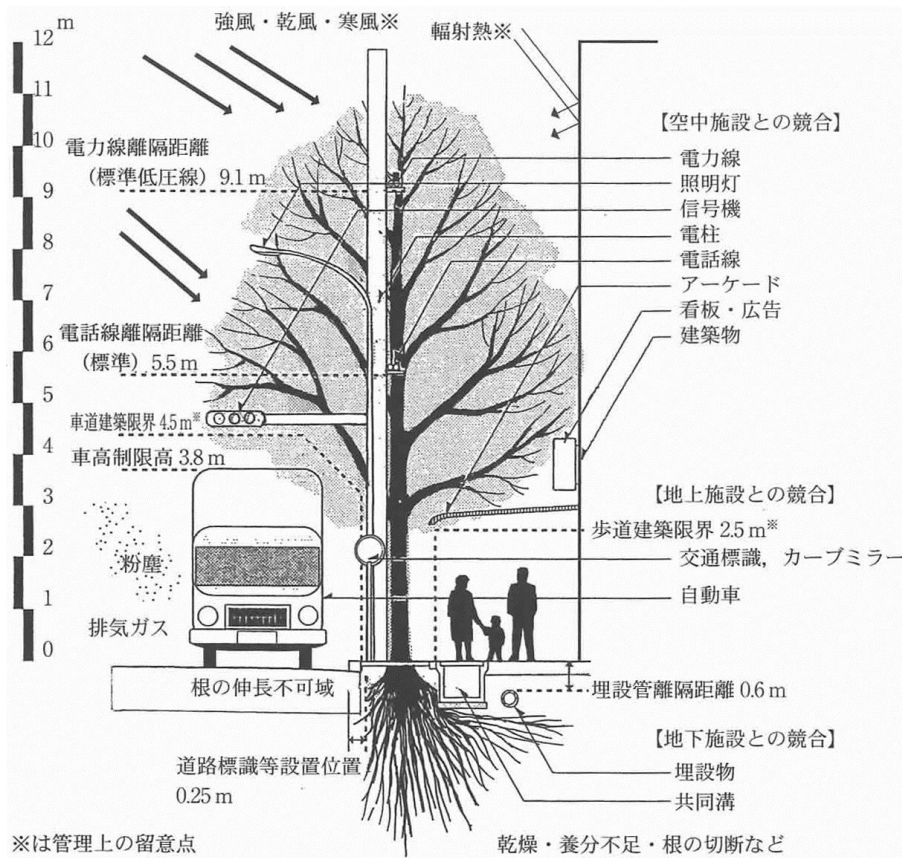 強風・乾風・寒風※
輻射熱※
m
12
11
10
9
8
7
6
5
4
3
2
1
0
電力線離隔距離
(標準低圧線) 9.1 m
電話線離隔距離
(標準) 5.5 m
車道建築限界 4.5 m※
車高制限高 3.8 m
粉塵
排気ガス
【空中施設との競合】
電力線
照明灯
信号機
電柱
電話線
アーケード
看板・広告
建築物
【地上施設との競合】
歩道建築限界 2.5 m※
交通標識,カーブミラー
自動車
根の伸長不可域
埋設管離隔距離 0.6 m
道路標識等設置位置
0.25 m
【地下施設との競合】
埋設物
共同溝
※は管理上の留意点
乾燥・養分不足・根の切断など